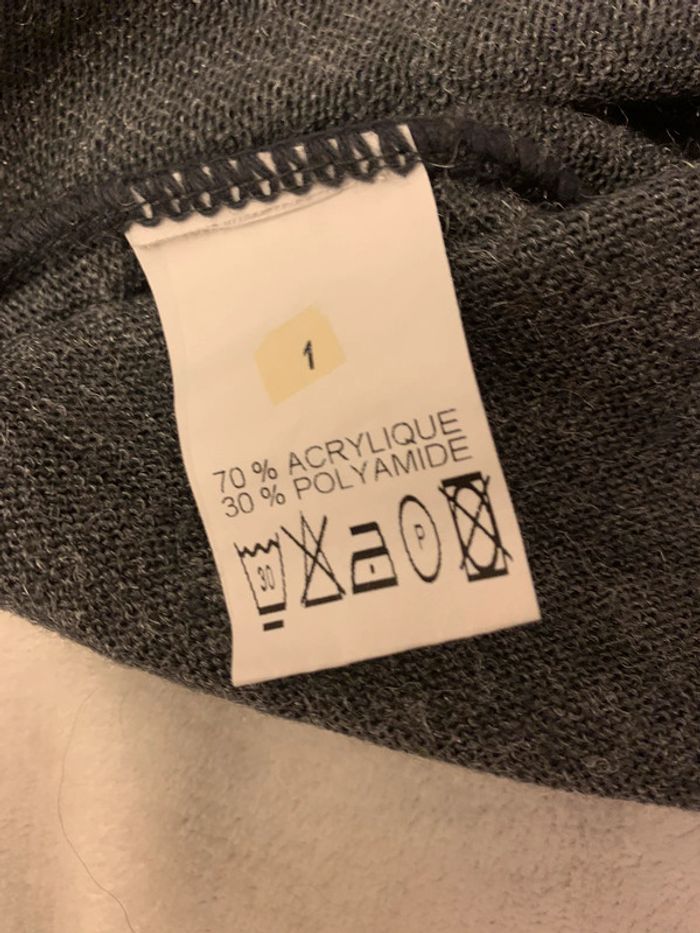 1
70 % ACRYLIQUE
30 % POLYAMIDE
30 P